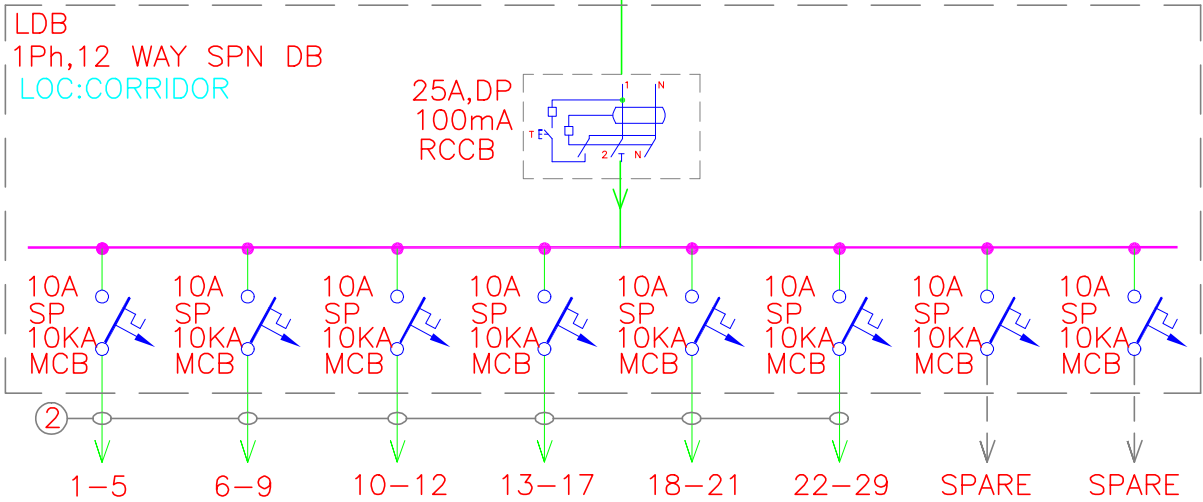 LDB
1Ph,12 WAY SPN DB
LOC:CORRIDOR
25A,DP
100mA
RCCB
1 N
T
2 T N
10A 10A 10A 10A 10A 10A 10A 10A
SP SP SP SP SP SP SP SP
10KA 10KA 10KA 10KA 10KA 10KA 10KA 10KA
MCB MCB MCB MCB MCB MCB MCB MCB
2
1-5 6-9 10-12 13-17 18-21 22-29 SPARE SPARE